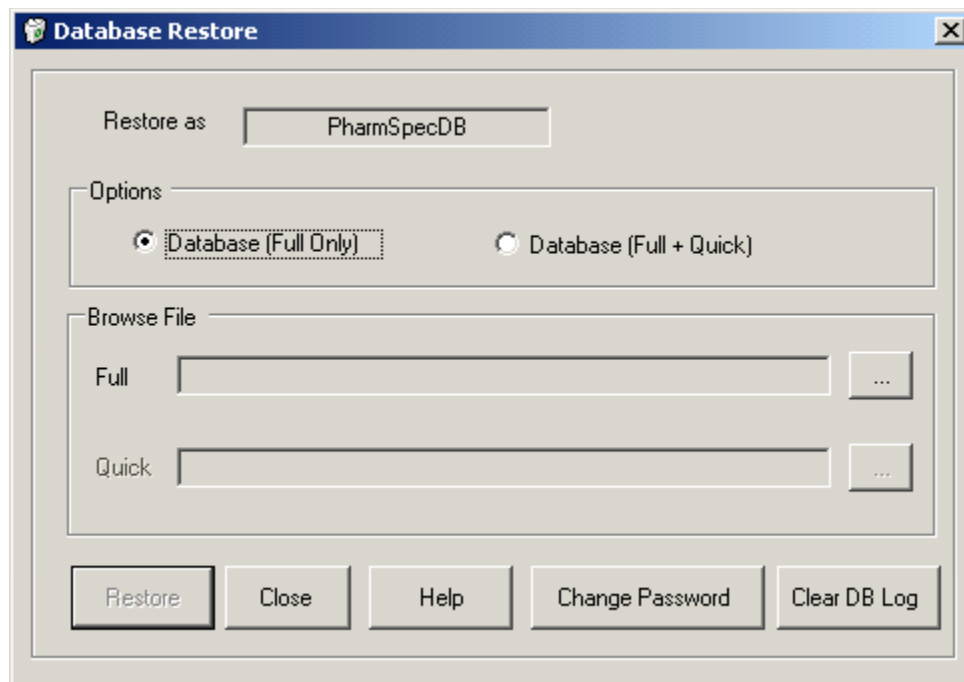 Database Restore
Restore as PharmSpecDB
Options
Database (Full Only) Database (Full + Quick)
Browse File
Full ...
Quick ...
Restore Close Help Change Password Clear DB Log